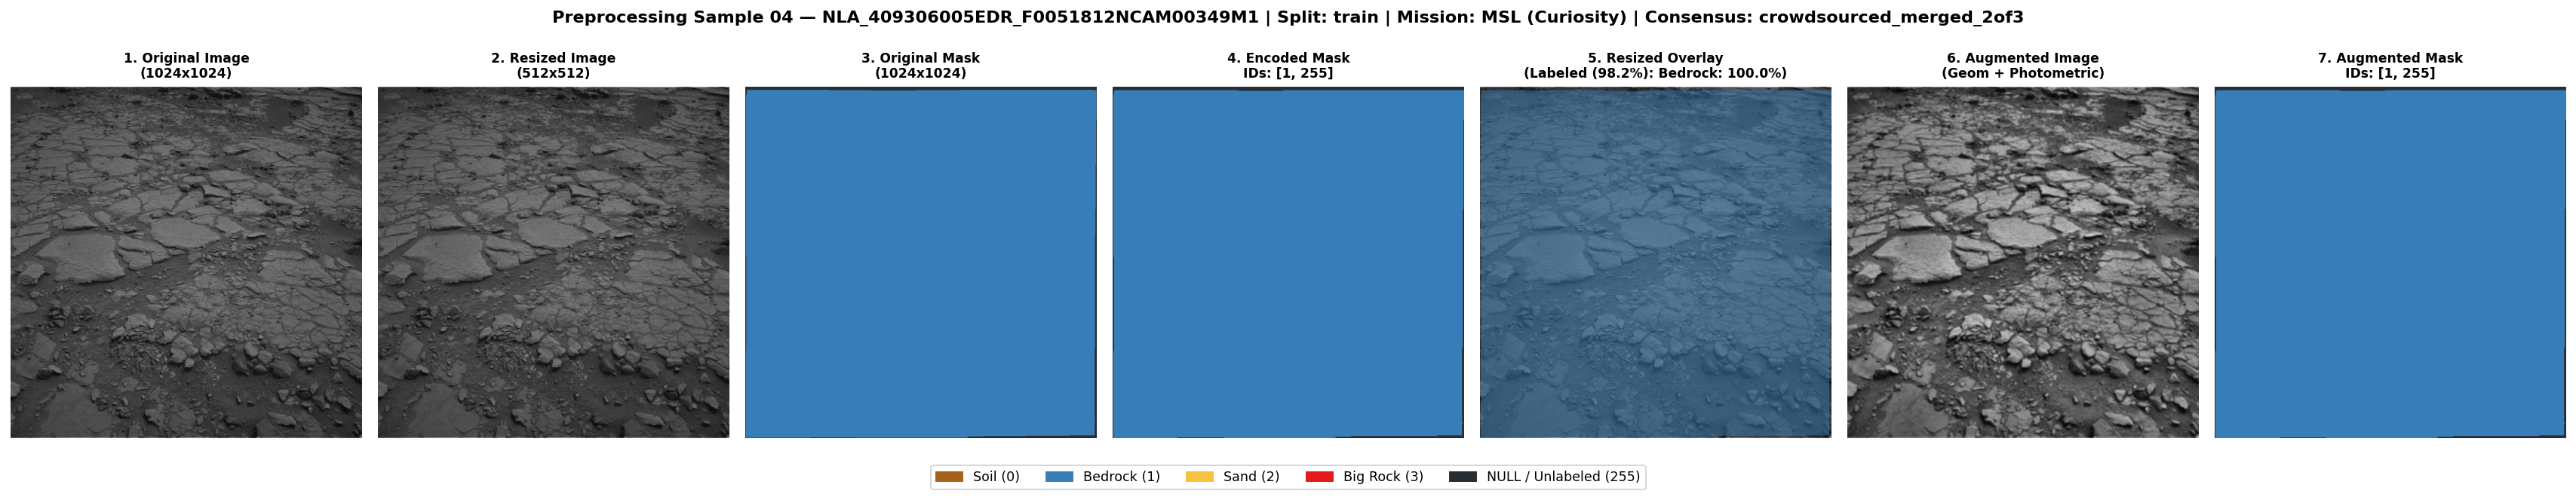 Preprocessing Sample 04 — NLA_409306005EDR_F0051812NCAM00349M1 | Split: train | Mission: MSL (Curiosity) | Consensus: crowdsourced_merged_2of3
1. Original Image
(1024x1024)
2. Resized Image
(512x512)
3. Original Mask
(1024x1024)
4. Encoded Mask
IDs: [1, 255]
5. Resized Overlay
(Labeled (98.2%): Bedrock: 100.0%)
6. Augmented Image
(Geom + Photometric)
7. Augmented Mask
IDs: [1, 255]
Soil (0)
Bedrock (1)
Sand (2)
Big Rock (3)
NULL / Unlabeled (255)